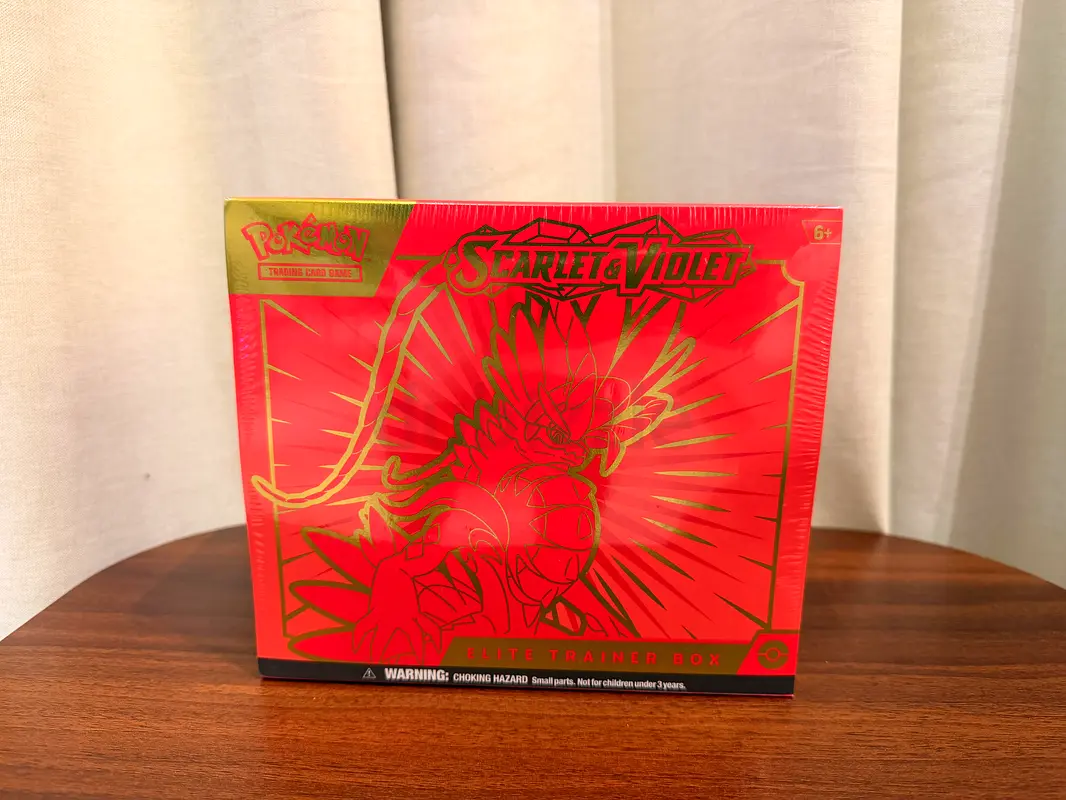 POKéMON
TRADING CARD GAME
SCARLET & VIOLET
6+
ELITE TRAINER BOX
WARNING: CHOKING HAZARD Small parts. Not for children under 3 years.